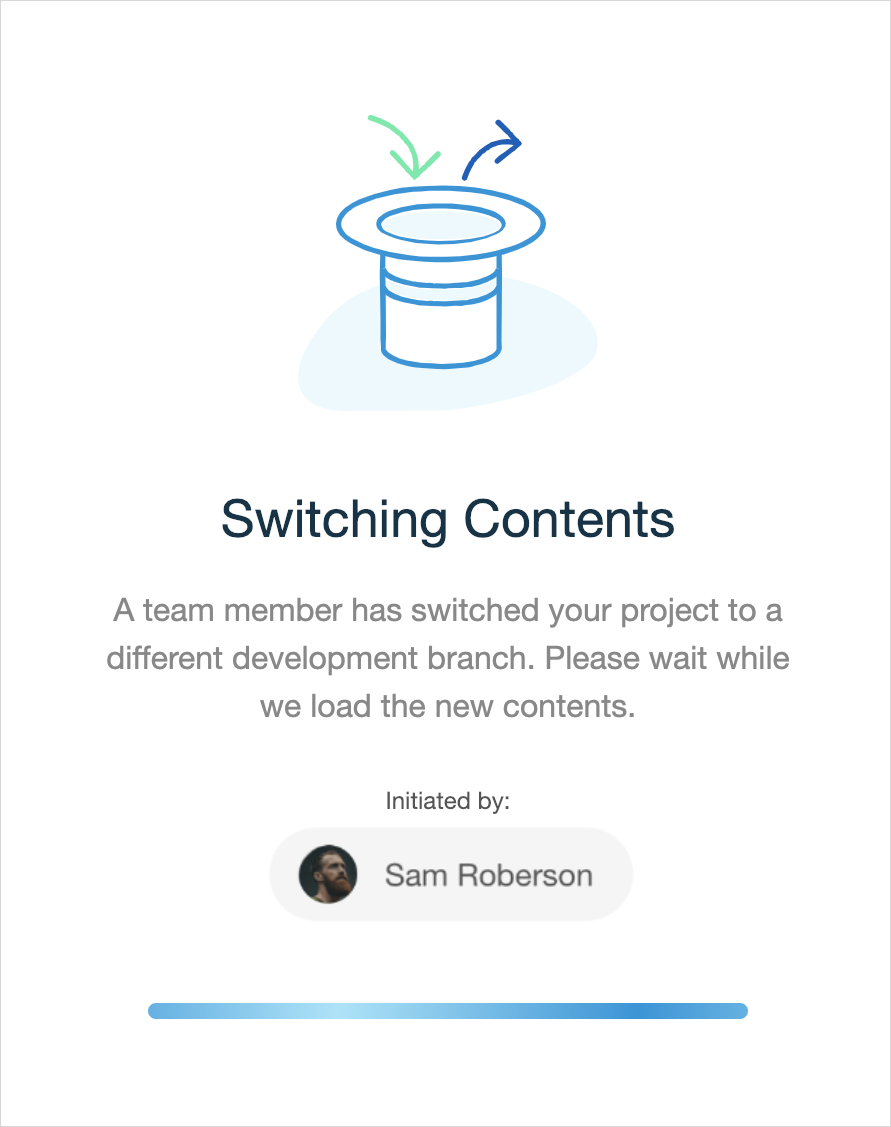 Switching Contents
A team member has switched your project to a
different development branch. Please wait while
we load the new contents.
Initiated by:
Sam Roberson